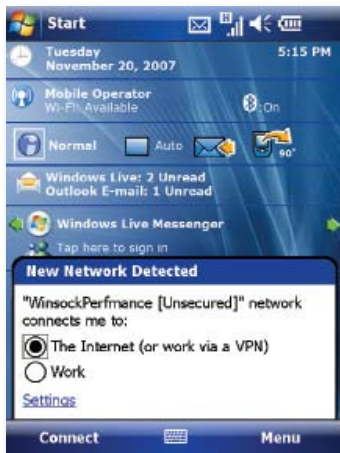 Start
H
Tuesday
November 20, 2007
5:15 PM
Mobile Operator
Wi-Fi: Available
:On
Normal
Auto
90°
Windows Live: 2 Unread
Outlook E-mail: 1 Unread
Windows Live Messenger
Tap here to sign in
New Network Detected
"WinsockPerfmance [Unsecured]" network
connects me to:
The Internet (or work via a VPN)
Work
Settings
Connect
Menu